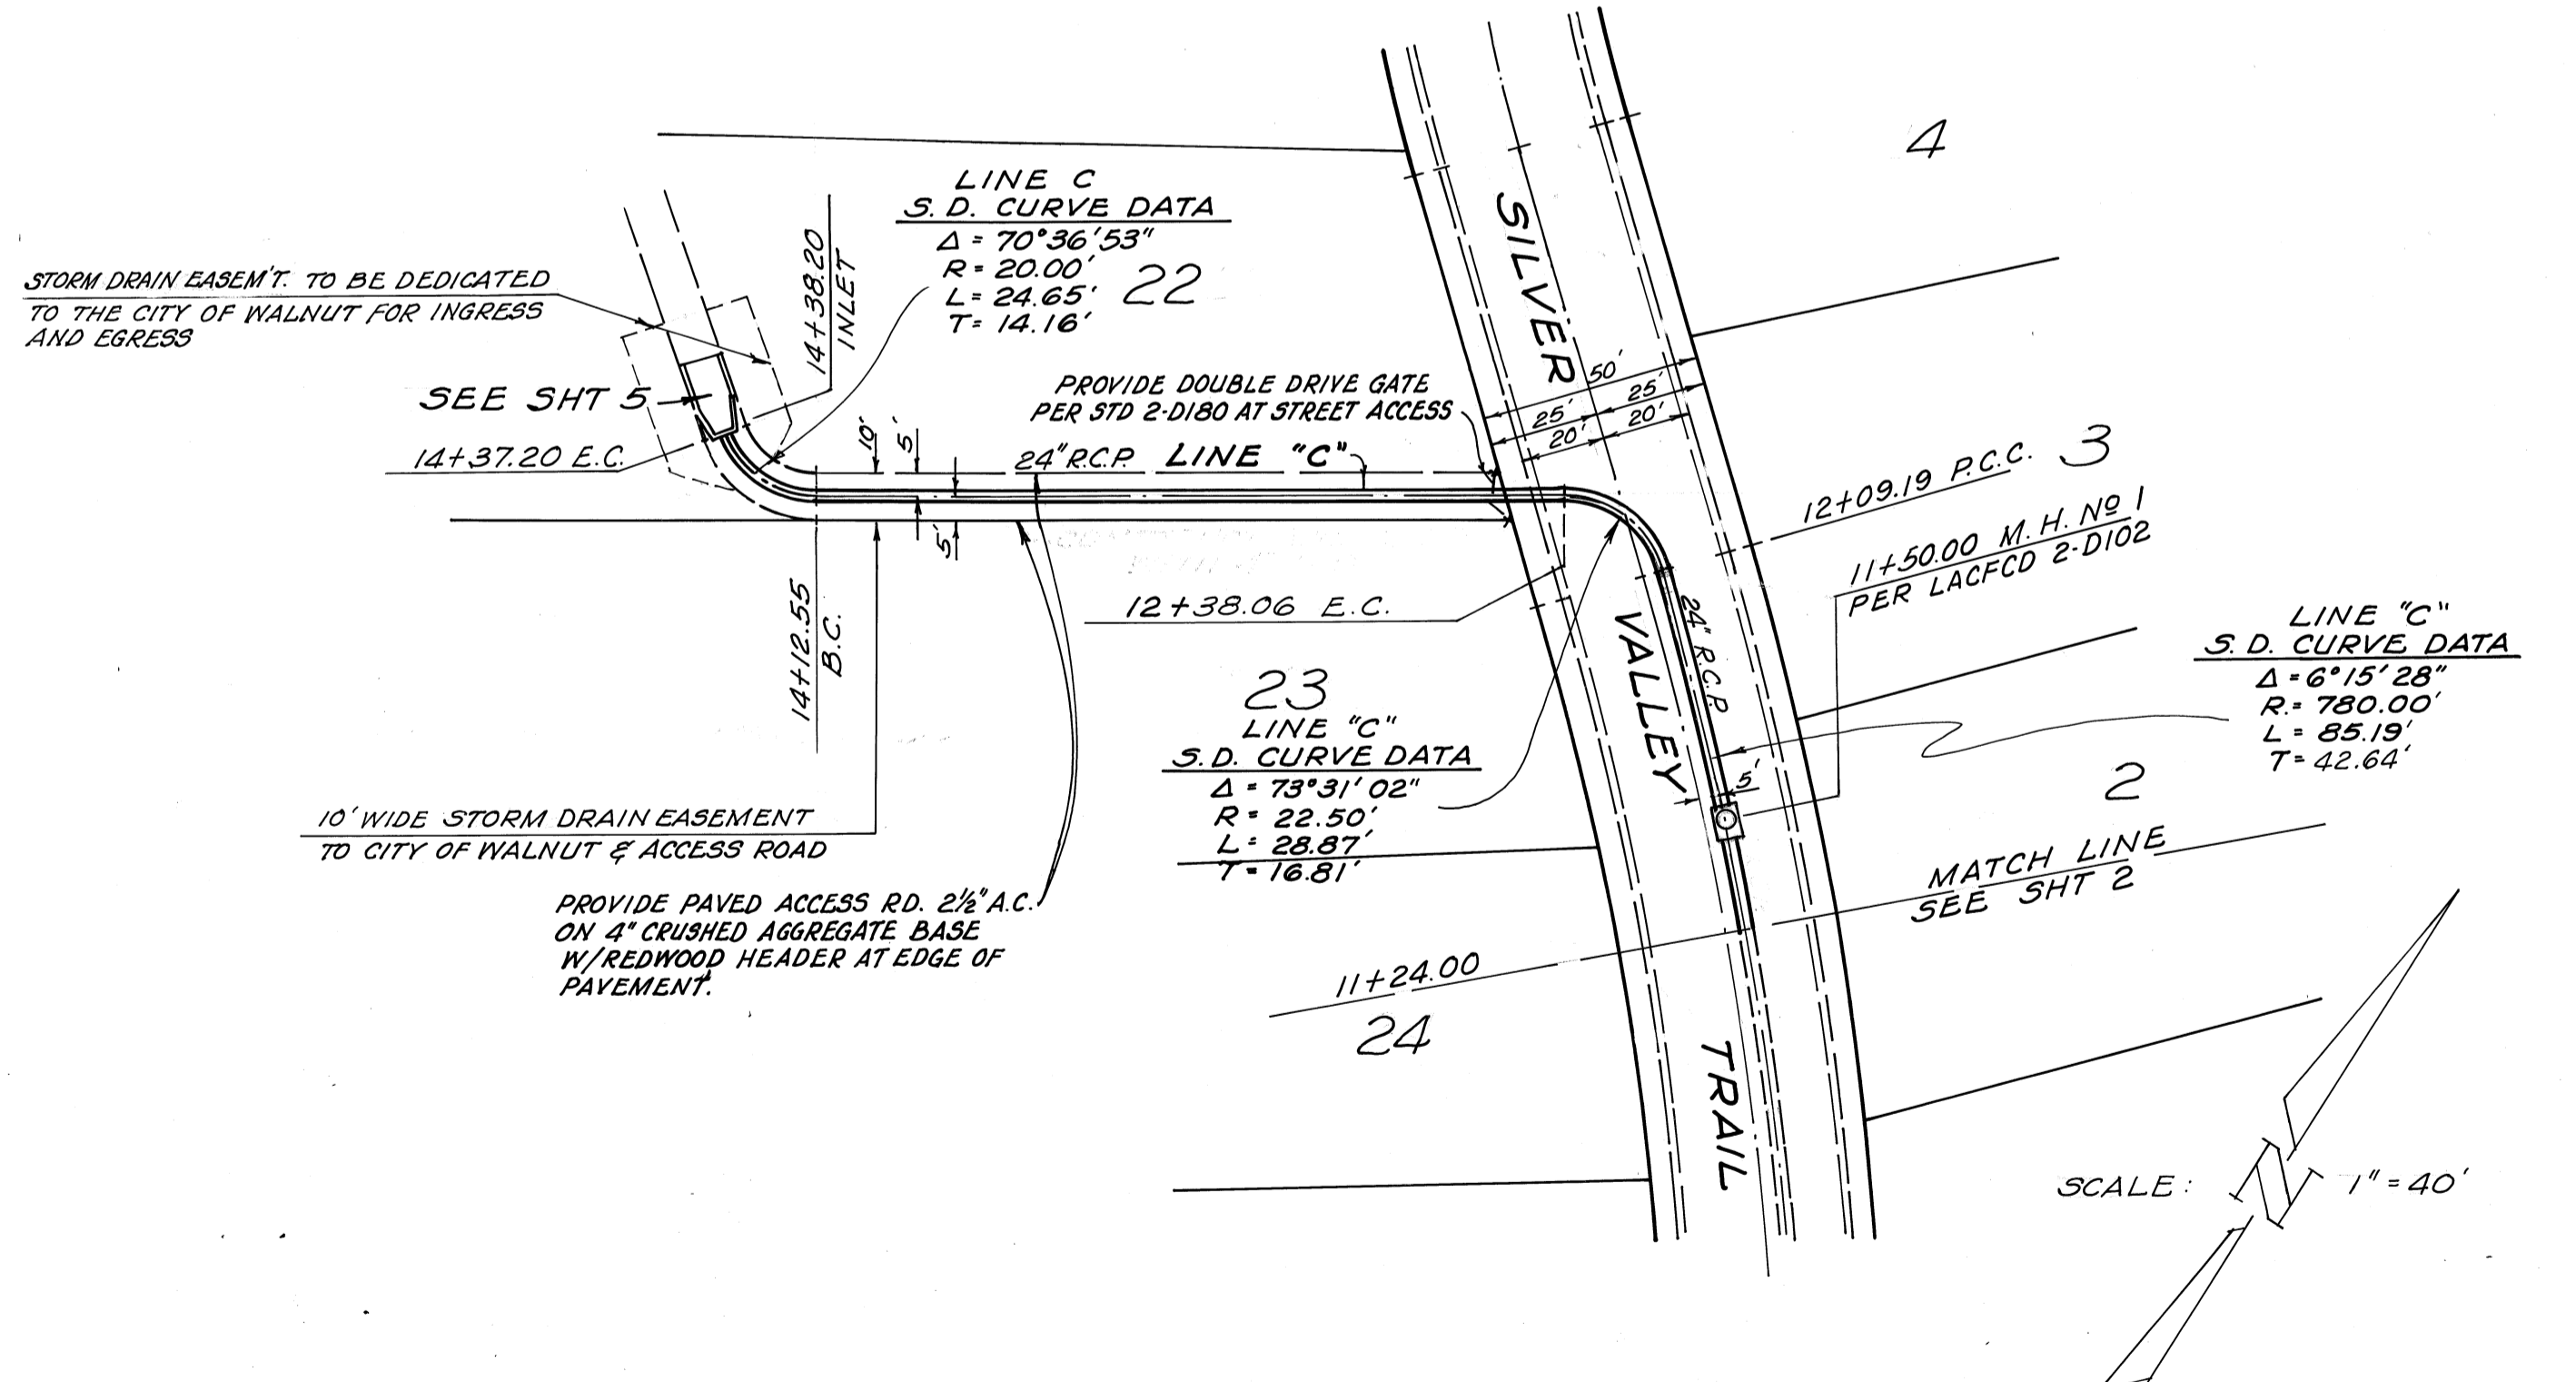 LINE C
S. D. CURVE DATA
Δ = 70°36'53"
R = 20.00'
L = 24.65'
T = 14.16'
22
4
SILVER
14+38.20
INLET
STORM DRAIN EASEM'T. TO BE DEDICATED
TO THE CITY OF WALNUT FOR INGRESS
AND EGRESS
SEE SHT 5
14+37.20 E.C.
PROVIDE DOUBLE DRIVE GATE
PER STD 2-D180 AT STREET ACCESS
50'
25'
25'
20'
20'
10'
5'
5'
24" R.C.P. LINE "C"
12+09.19 P.C.C.
3
11+50.00 M.H. Nº 1
PER LACFCD 2-D102
12+38.06 E.C.
14+12.55
B.C.
24" R.C.P.
VALLEY
LINE "C"
S. D. CURVE DATA
Δ = 6°15'28"
R. = 780.00'
L = 85.19'
T = 42.64'
23
LINE "C"
S. D. CURVE DATA
Δ = 73°31'02"
R = 22.50'
L = 28.87'
T = 16.81'
5'
2
10' WIDE STORM DRAIN EASEMENT
TO CITY OF WALNUT & ACCESS ROAD
MATCH LINE
SEE SHT 2
PROVIDE PAVED ACCESS RD. 2½" A.C.
ON 4" CRUSHED AGGREGATE BASE
W/REDWOOD HEADER AT EDGE OF
PAVEMENT.
11+24.00
24
TRAIL
SCALE: N 1" = 40'